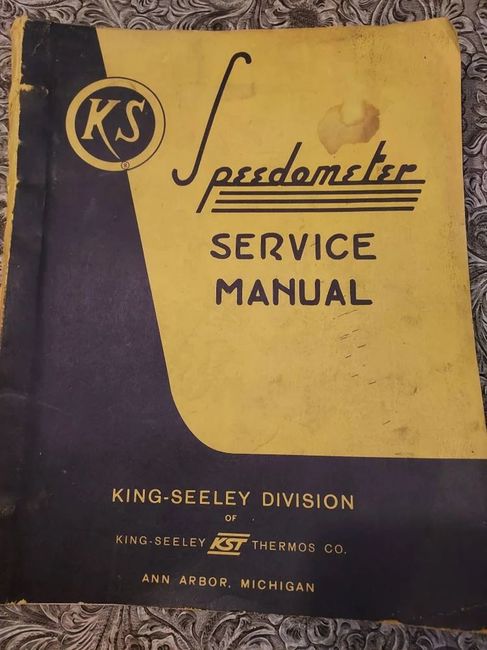 KS
Speedometer
SERVICE
MANUAL
KING-SEELEY DIVISION
OF
KING-SEELEY KST THERMOS CO.
ANN ARBOR, MICHIGAN